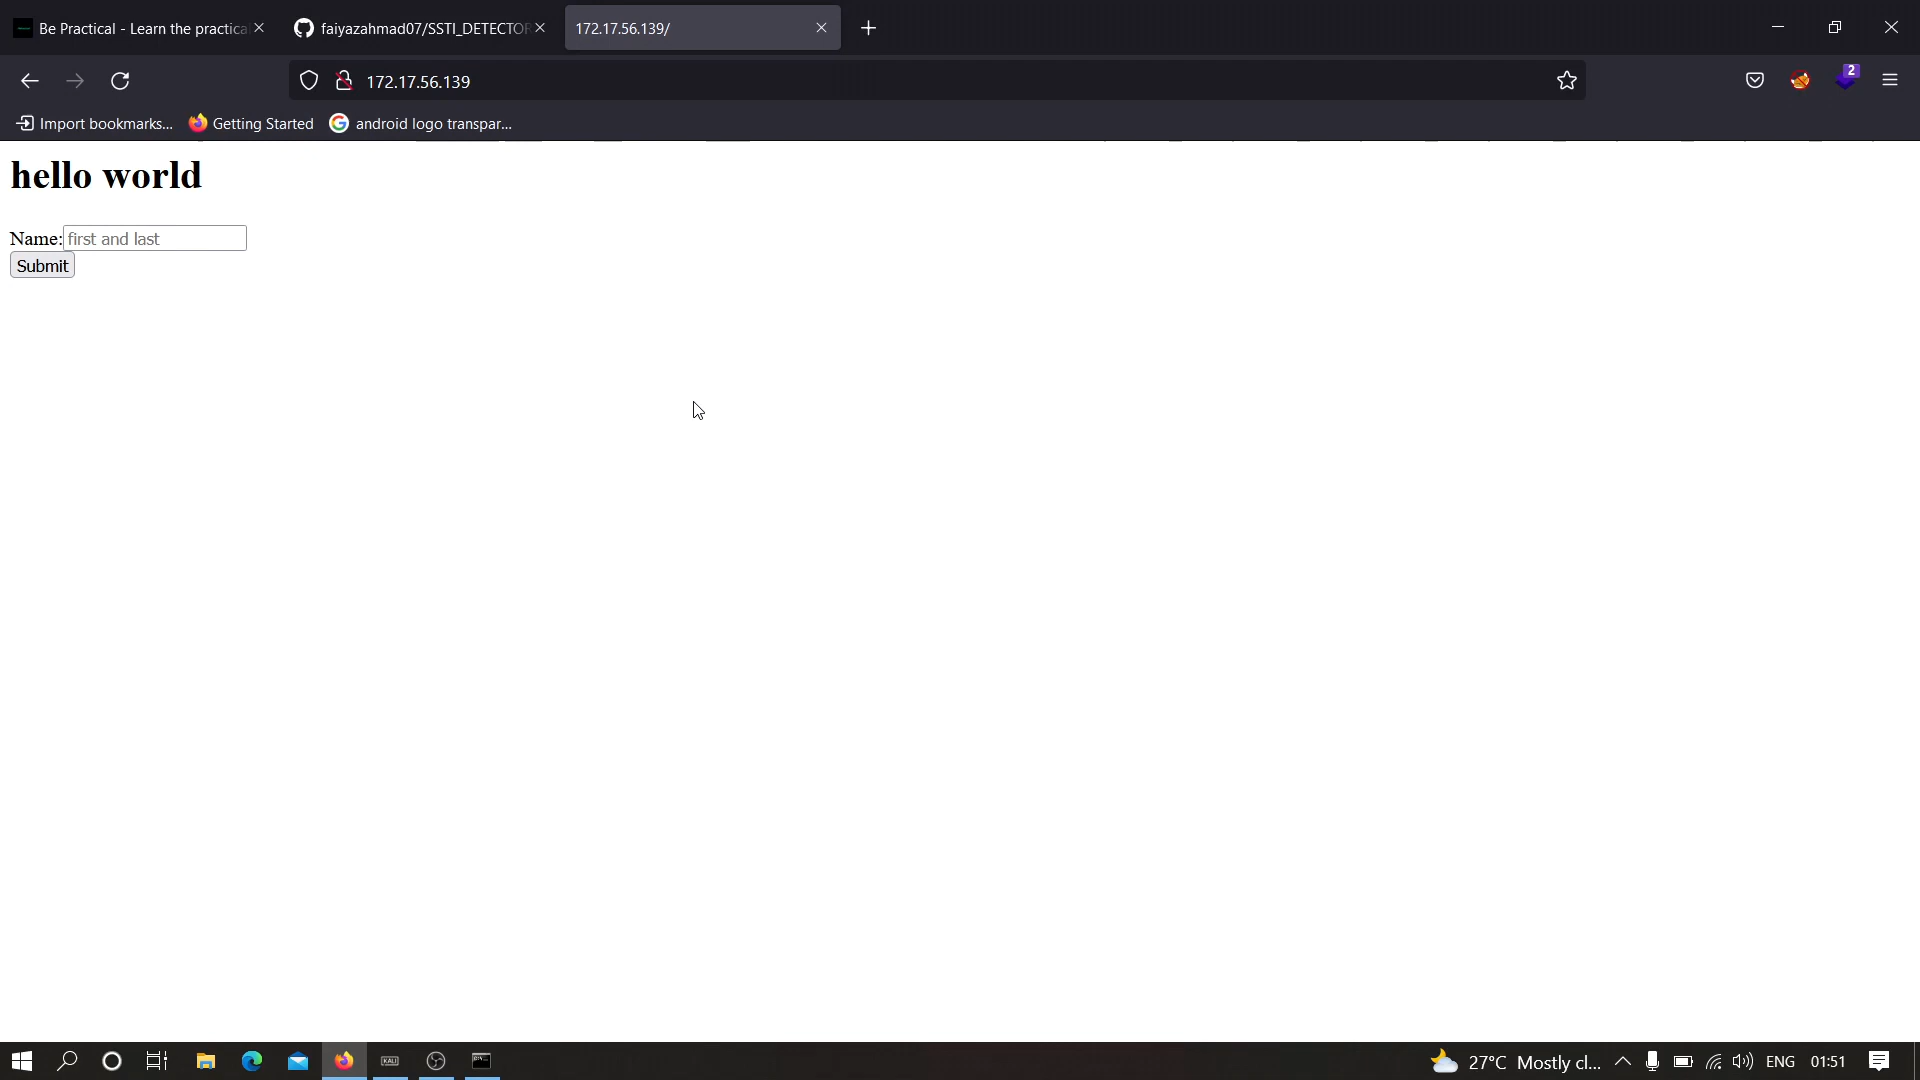 Be Practical - Learn the practica
faiyazahmad07/SSTI_DETECTOR
172.17.56.139/
172.17.56.139
2
Import bookmarks...
Getting Started
android logo transpar...
hello world
Name:
first and last
Submit
KALI
27°C Mostly cl...
ENG
01:51